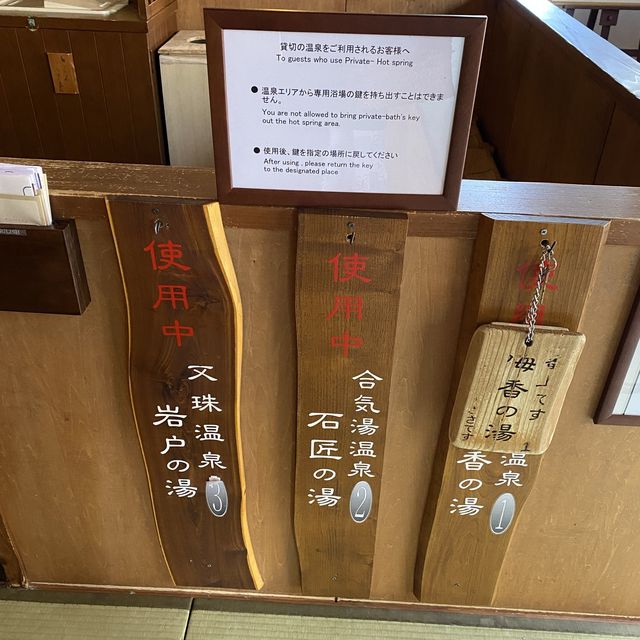 貸切の温泉をご利用されるお客様へ
To guests who use Private- Hot spring
● 温泉エリアから専用浴場の鍵を持ち出すことはできま
せん。
You are not allowed to bring private-bath's key
out the hot spring area.
● 使用後、鍵を指定の場所に戻してください
After using , please return the key
to the designated place
使用中
又珠温泉
岩戸の湯
3
使用中
合気湯温泉
石匠の湯
2
使用
温泉
香の湯
1
海香の湯